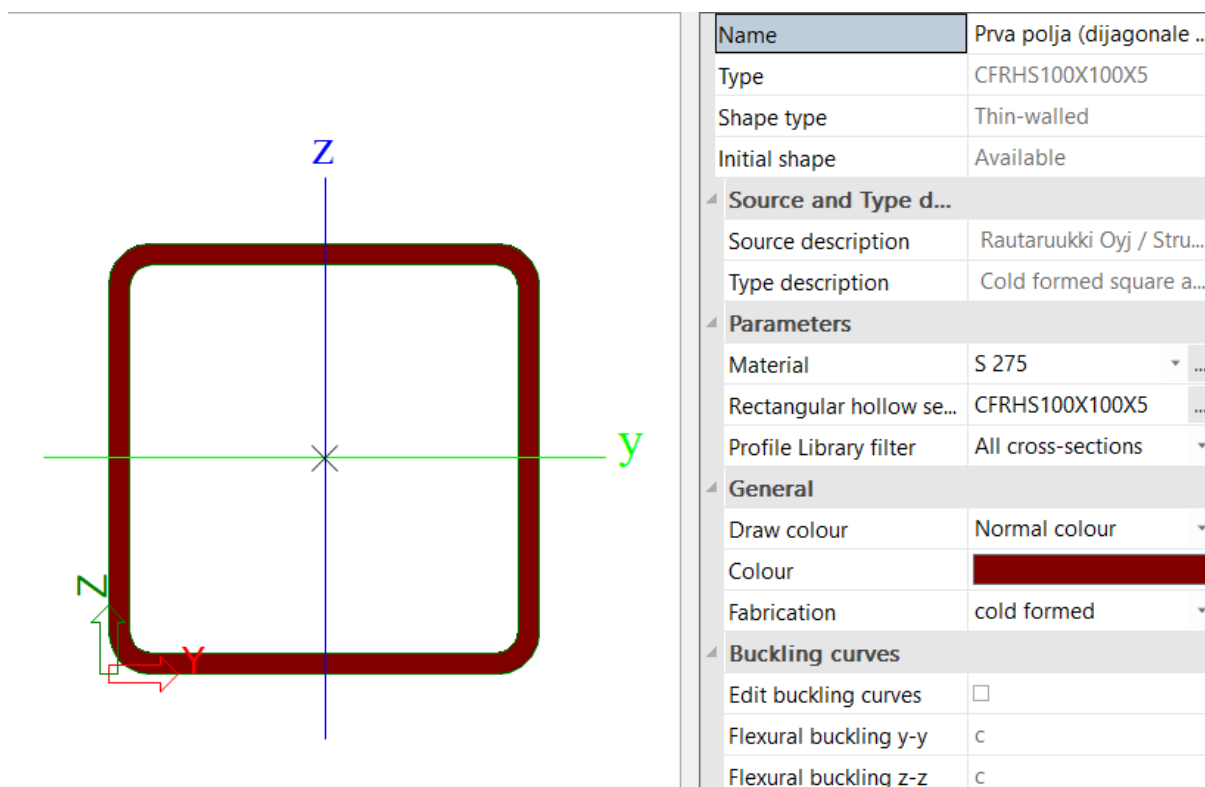 Z
y
Z
Y
Name Prva polja (dijagonale ...
Type CFRHS100X100X5
Shape type Thin-walled
Initial shape Available
Source and Type d...
Source description Rautaruukki Oyj / Stru...
Type description Cold formed square a...
Parameters
Material S 275 ...
Rectangular hollow se... CFRHS100X100X5 ...
Profile Library filter All cross-sections
General
Draw colour Normal colour
Colour
Fabrication cold formed
Buckling curves
Edit buckling curves
Flexural buckling y-y c
Flexural buckling z-z c